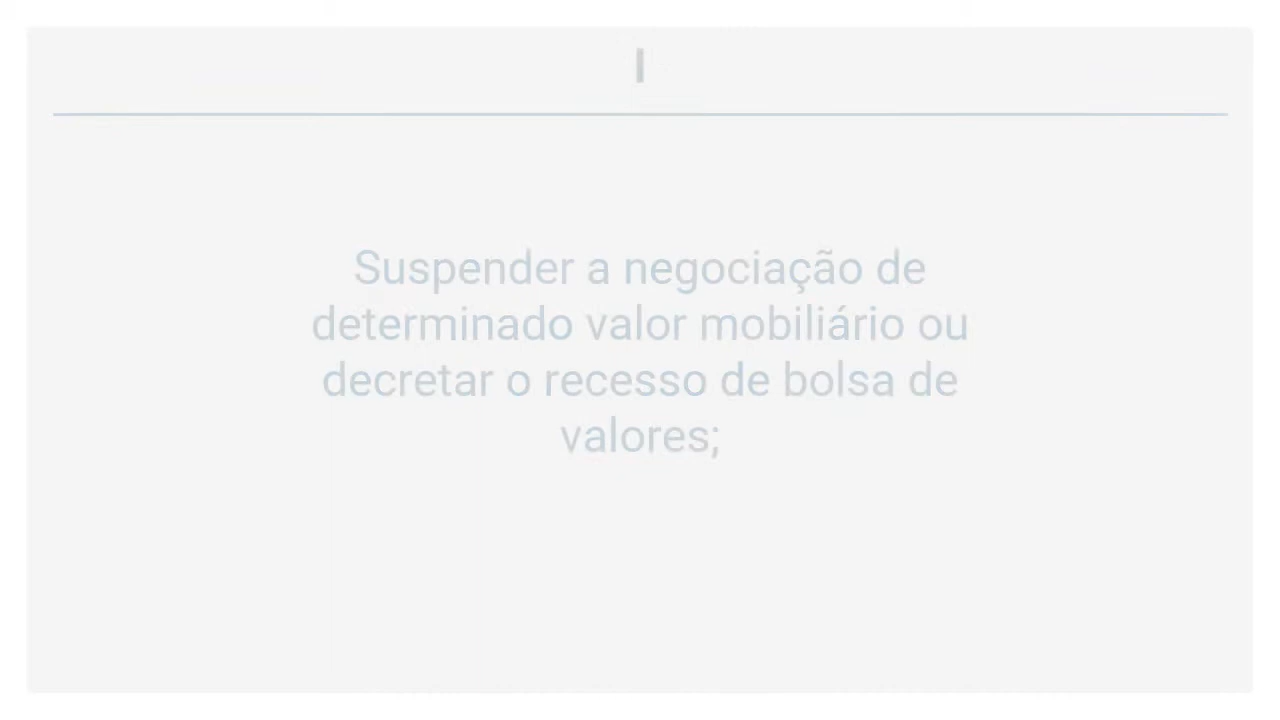 I
Suspender a negociação de
determinado valor mobiliário ou
decretar o recesso de bolsa de
valores;